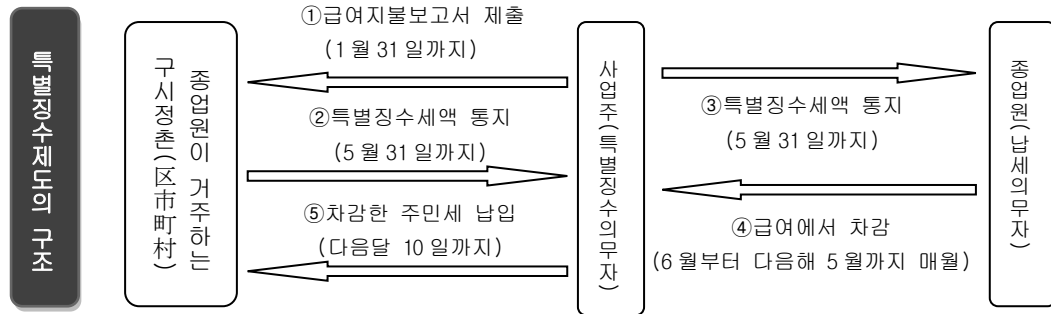 특별징수제도의 구조
종업원이 거주하는
구시정촌(区市町村)
①급여지불보고서 제출
(1월 31일까지)
②특별징수세액 통지
(5월 31일까지)
⑤차감한 주민세 납입
(다음달 10일까지)
사업주(특별징수의무자)
③특별징수세액 통지
(5월 31일까지)
④급여에서 차감
(6월부터 다음해 5월까지 매월)
종업원(납세의무자)